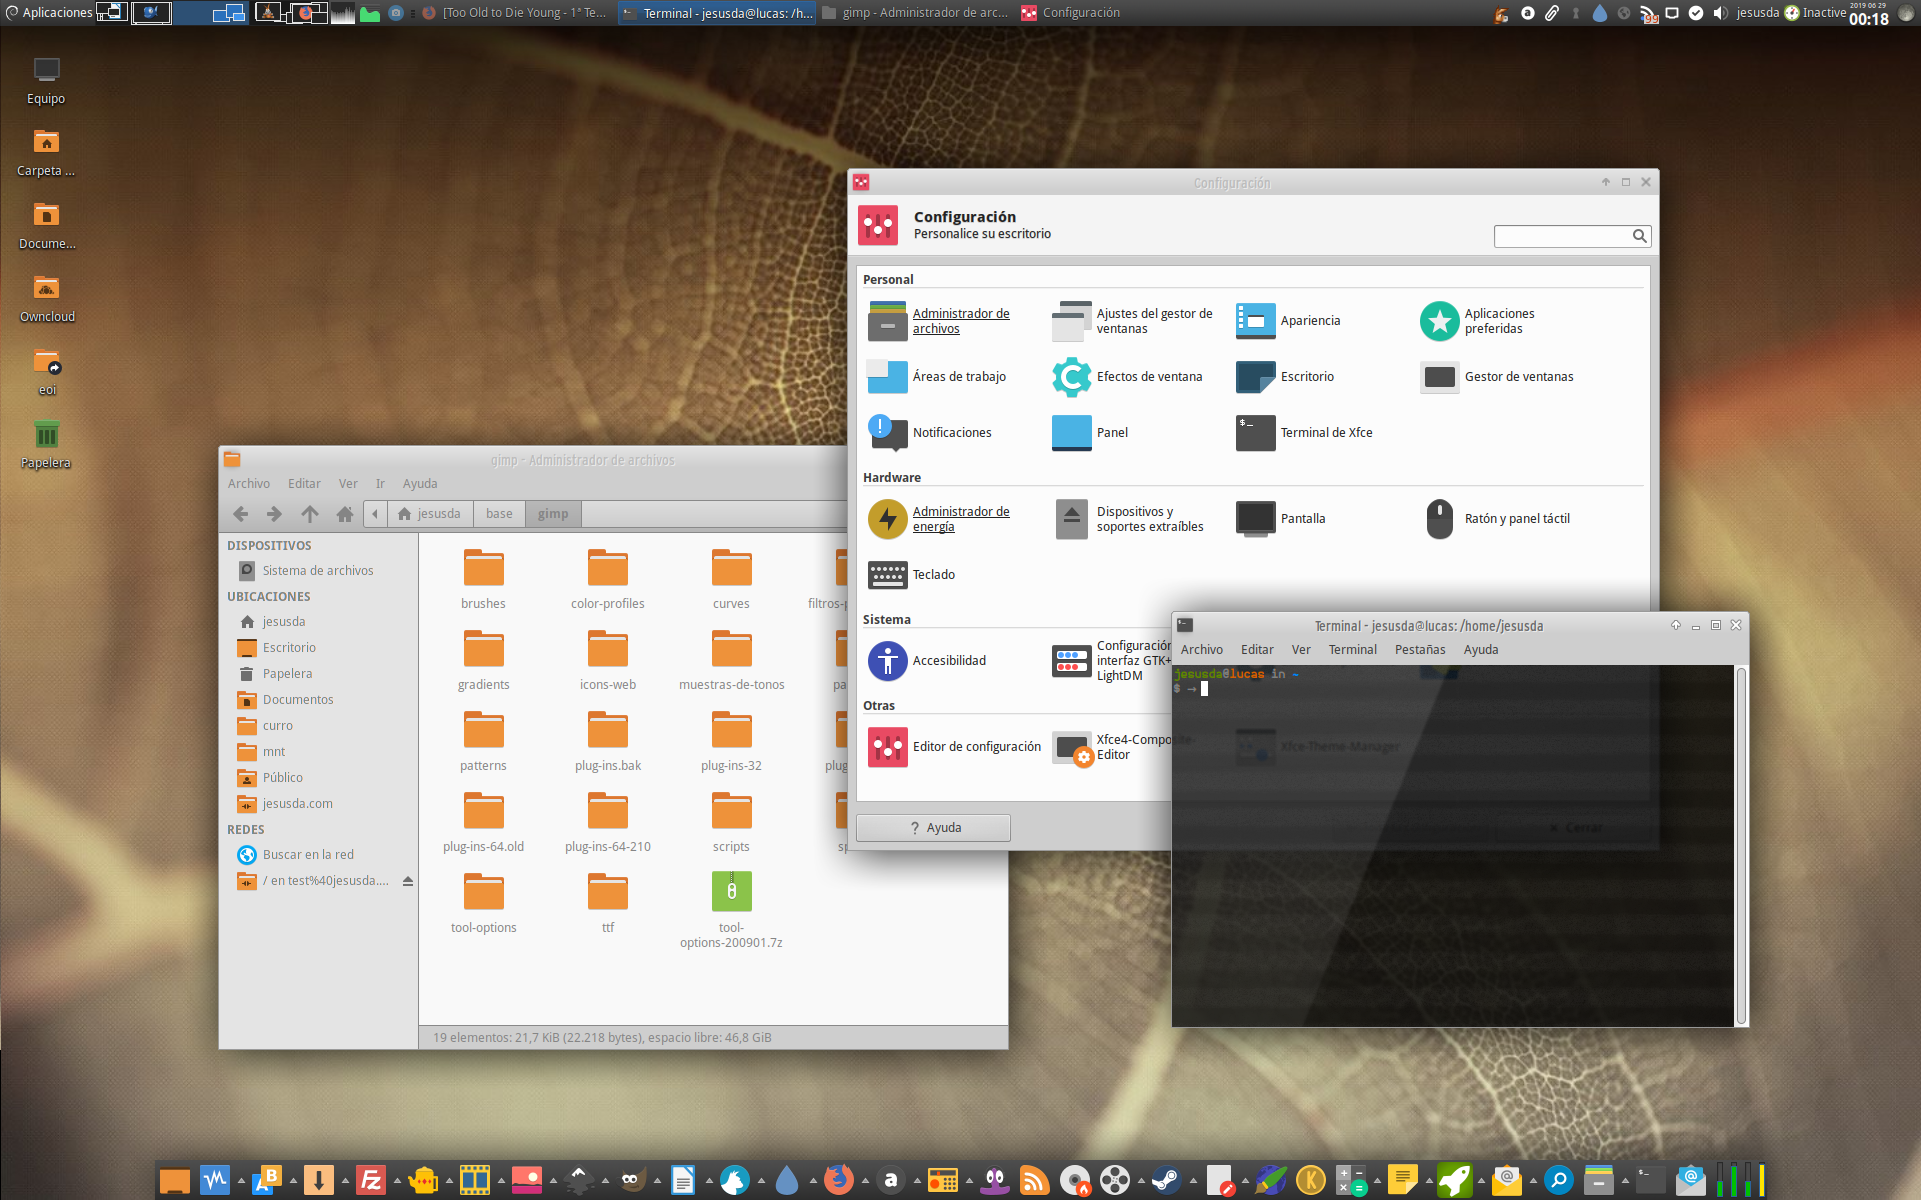 Aplicaciones
[Too Old to Die Young - 1ª Te...
Terminal - jesusda@lucas: /h...
gimp - Administrador de arc...
Configuración
99
jesusda
Inactive
2019 06 29
00:18
Equipo
Carpeta ...
Docume...
Owncloud
eoi
Papelera
Configuración
Configuración
Personalice su escritorio
Personal
Administrador de
archivos
Ajustes del gestor de
ventanas
Apariencia
Aplicaciones
preferidas
Áreas de trabajo
Efectos de ventana
Escritorio
Gestor de ventanas
Notificaciones
Panel
Terminal de Xfce
Hardware
Administrador de
energía
Dispositivos y
soportes extraíbles
Pantalla
Ratón y panel táctil
Teclado
Sistema
Accesibilidad
Configuración
interfaz GTK+
LightDM
Otras
Editor de configuración
Xfce4-Composite-
Editor
Xfce-Theme-Manager
? Ayuda
Cerrar
gimp - Administrador de archivos
Archivo Editar Ver Ir Ayuda
jesusda base gimp
DISPOSITIVOS
Sistema de archivos
UBICACIONES
jesusda
Escritorio
Papelera
Documentos
curro
mnt
Público
jesusda.com
REDES
Buscar en la red
/ en test%40jesusda....
brushes
color-profiles
curves
gradients
icons-web
muestras-de-tonos
patterns
plug-ins.bak
plug-ins-32
plug-ins-64.old
plug-ins-64-210
scripts
tool-options
ttf
tool-
options-200901.7z
19 elementos: 21,7 KiB (22.218 bytes), espacio libre: 46,8 GiB
Terminal - jesusda@lucas: /home/jesusda
Archivo Editar Ver Terminal Pestañas Ayuda
jesusda@lucas in ~
$ →